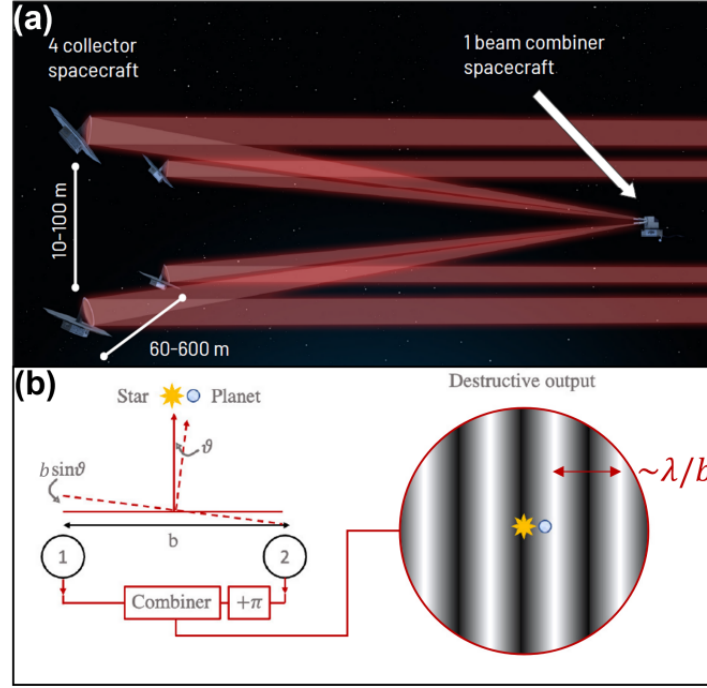 (a)
4 collector
spacecraft
1 beam combiner
spacecraft
10-100 m
60-600 m
(b)
Star
Planet
ϑ
b sinϑ
b
1
2
Combiner
+π
Destructive output
~λ/b